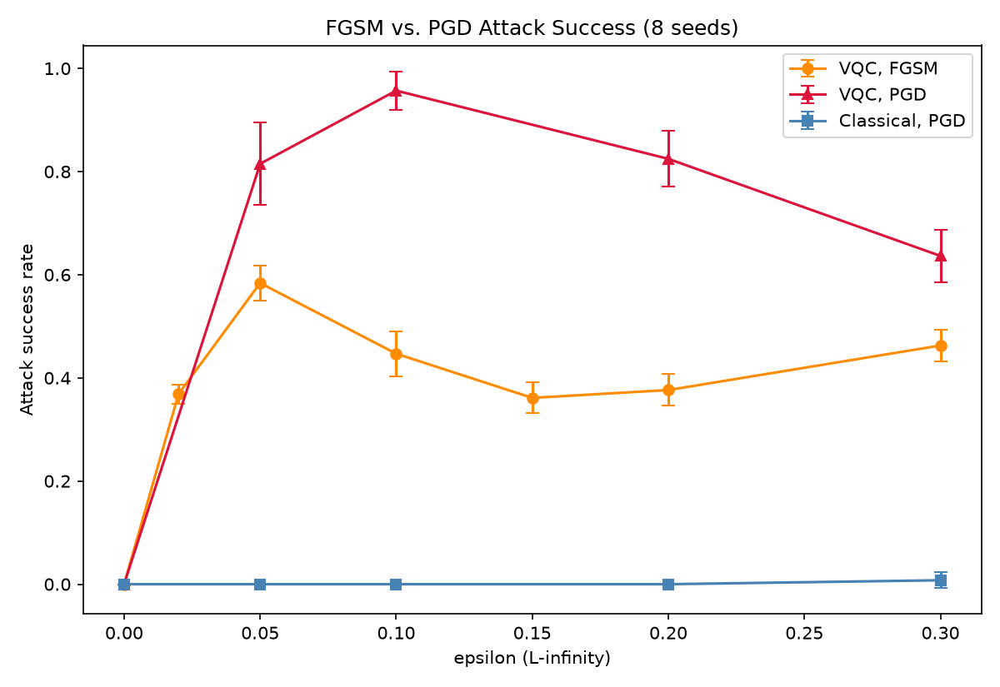 FGSM vs. PGD Attack Success (8 seeds)
VQC, FGSM
VQC, PGD
Classical, PGD
Attack success rate
1.0
0.8
0.6
0.4
0.2
0.0
0.00 0.05 0.10 0.15 0.20 0.25 0.30
epsilon (L-infinity)